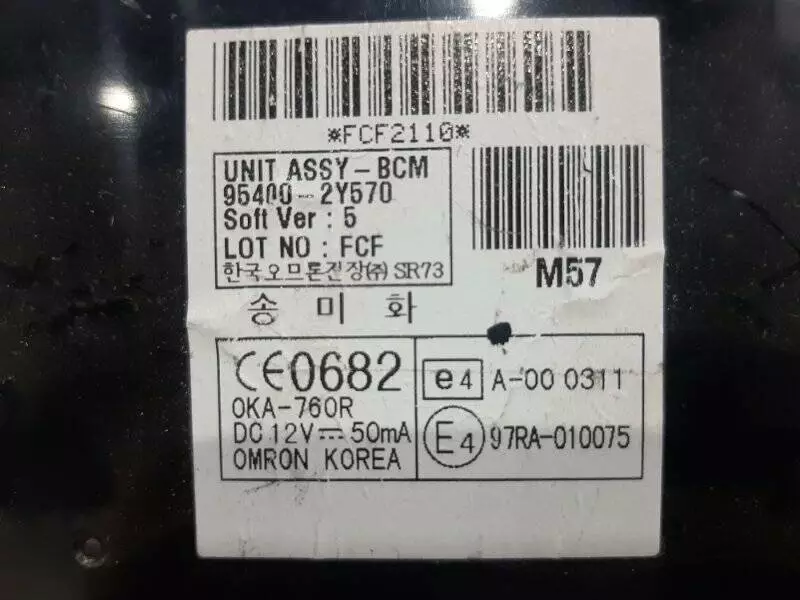 *FCF2110*
UNIT ASSY-BCM
95400-2Y570
Soft Ver : 5
LOT NO : FCF
한국오므론전장(주) SR73
M57
송 미 화
CE0682
OKA-760R
DC 12V ⎓ 50mA
OMRON KOREA
e4 A-00 0311
E4 97RA-010075